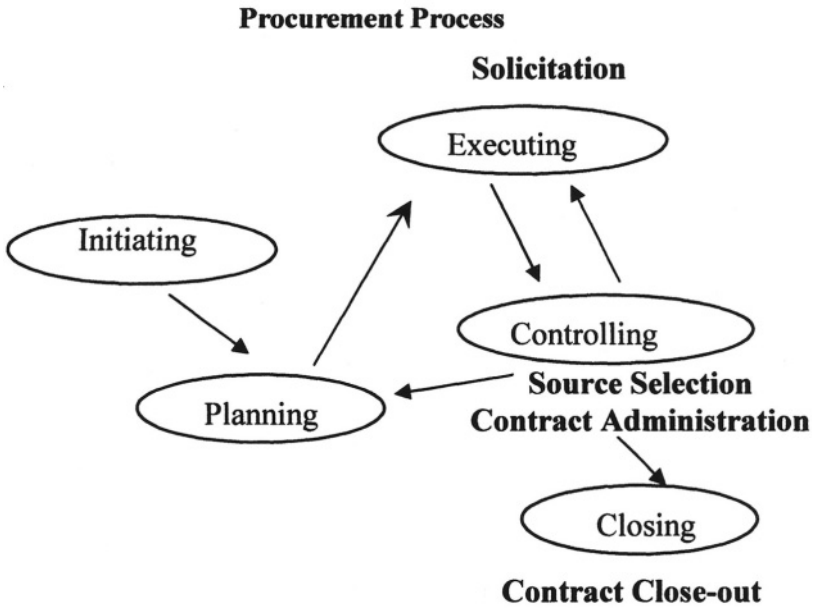 Procurement Process
Solicitation
Executing
Initiating
Controlling
Source Selection
Contract Administration
Planning
Closing
Contract Close-out